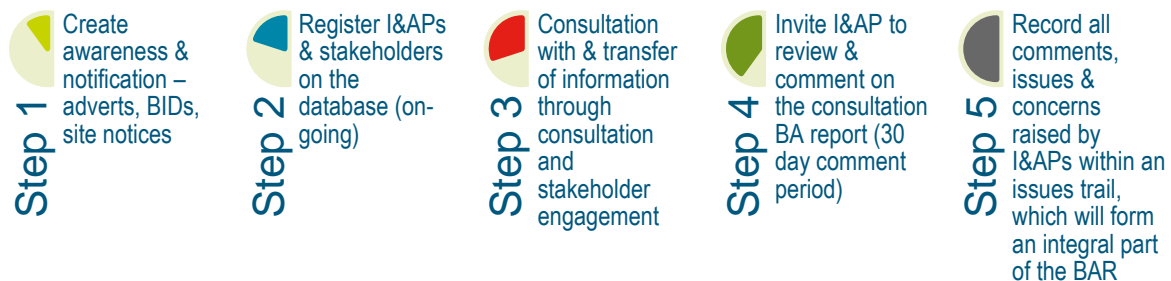 Step 1
Create
awareness &
notification –
adverts, BIDs,
site notices
Step 2
Register I&APs
& stakeholders
on the
database (on-
going)
Step 3
Consultation
with & transfer
of information
through
consultation
and
stakeholder
engagement
Step 4
Invite I&AP to
review &
comment on
the consultation
BA report (30
day comment
period)
Step 5
Record all
comments,
issues &
concerns
raised by
I&APs within an
issues trail,
which will form
an integral part
of the BAR